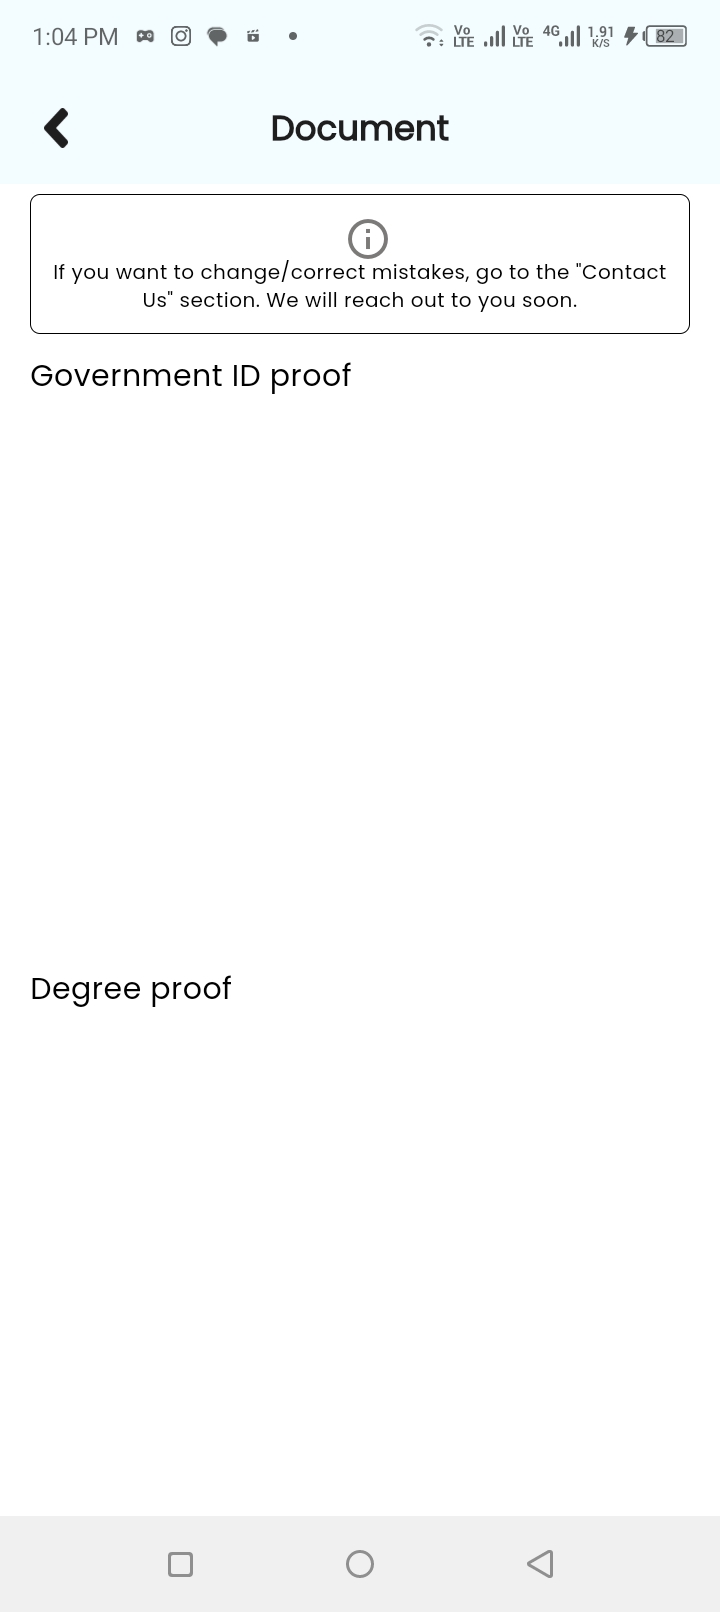 1:04 PM
Vo LTE Vo LTE 4G 1.91 K/S 82
Document
If you want to change/correct mistakes, go to the "Contact
Us" section. We will reach out to you soon.
Government ID proof
Degree proof